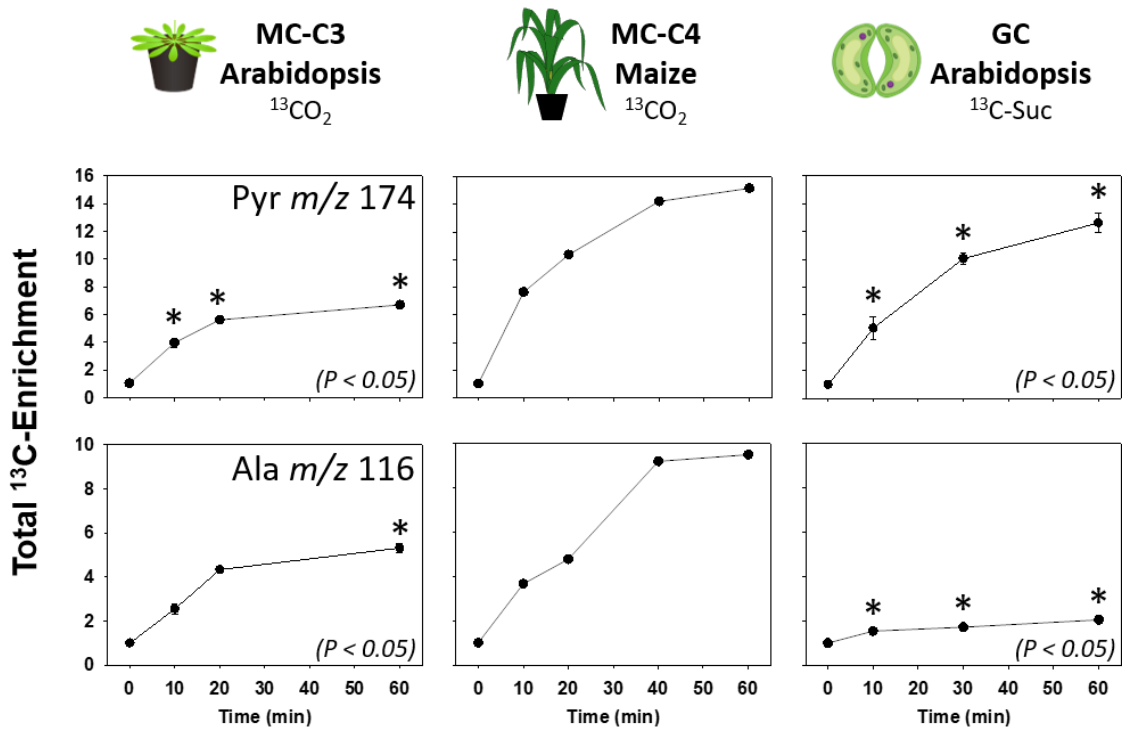 MC-C3
Arabidopsis
¹³CO₂
MC-C4
Maize
¹³CO₂
GC
Arabidopsis
¹³C-Suc
Total ¹³C-Enrichment
16
14
12
10
8
6
4
2
0
Pyr m/z 174
*
*
*
(P < 0.05)
*
*
*
(P < 0.05)
10
8
6
4
2
0
Ala m/z 116
*
(P < 0.05)
*
*
*
(P < 0.05)
0 10 20 30 40 50 60
0 10 20 30 40 50 60
0 10 20 30 40 50 60
Time (min)
Time (min)
Time (min)